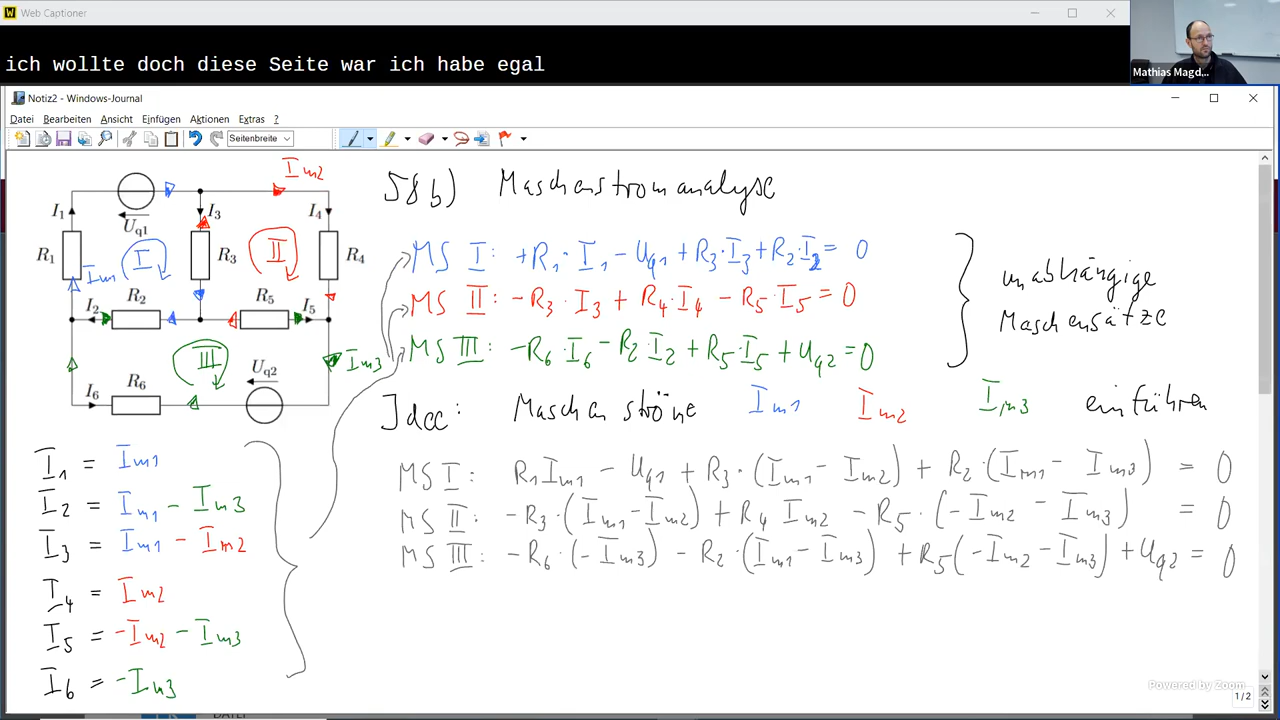 Web Captioner
ich wollte doch diese Seite war ich habe egal
Mathias Magd...
Notiz2 - Windows-Journal
Datei Bearbeiten Ansicht Einfügen Aktionen Extras ?
Seitenbreite
58 b) Maschenstromanalyse
I1 Uq1 I3 I4 Im2
R1 Im1 I R3 II R4
I2 R2 R5 I5
III Im3
I6 R6 Uq2
MS I: +R1·I1 - Uq1 + R3·I3 + R2·I2 = 0
MS II: -R3·I3 + R4·I4 - R5·I5 = 0
MS III: -R6·I6 - R2·I2 + R5·I5 + Uq2 = 0
unabhängige
Maschensätze
Idee: Maschenströme Im1 Im2 Im3 einführen
I1 = Im1
I2 = Im1 - Im3
I3 = Im1 - Im2
I4 = Im2
I5 = -Im2 - Im3
I6 = -Im3
MS I: R1Im1 - Uq1 + R3·(Im1 - Im2) + R2·(Im1 - Im3) = 0
MS II: -R3·(Im1 - Im2) + R4 Im2 - R5·(-Im2 - Im3) = 0
MS III: -R6·(-Im3) - R2·(Im1 - Im3) + R5(-Im2 - Im3) + Uq2 = 0
Powered by Zoom
1/2